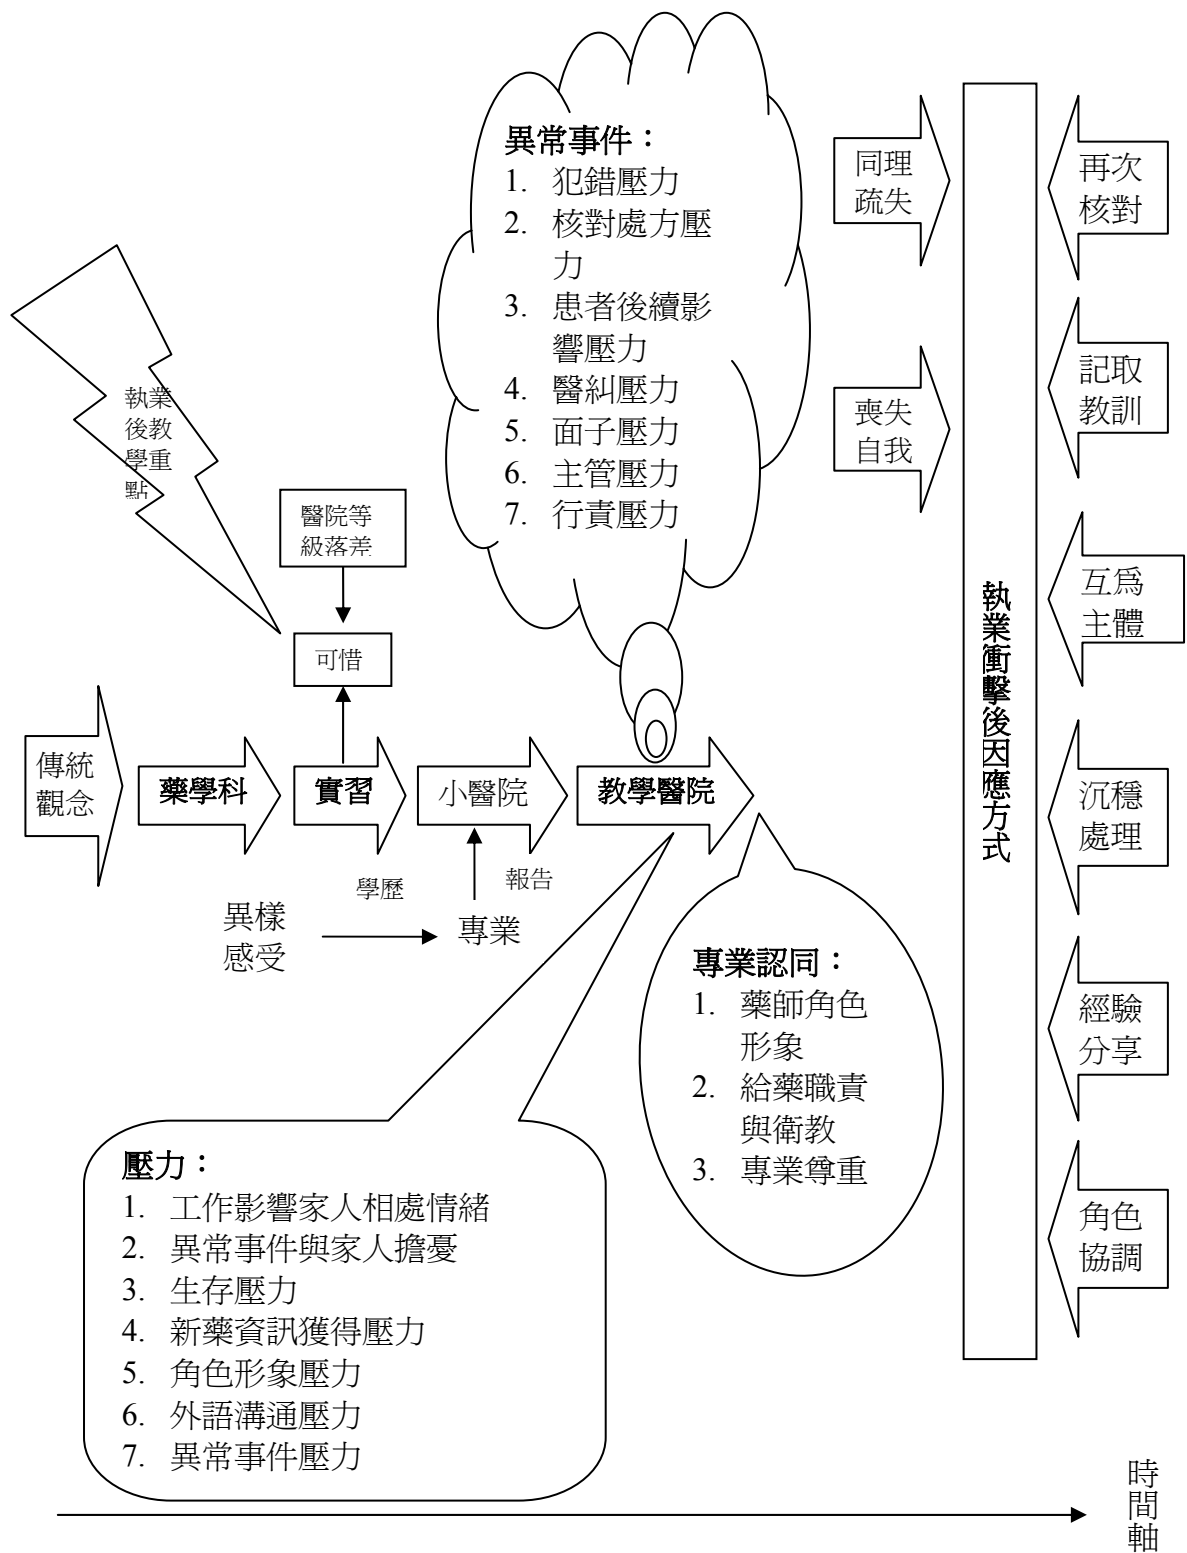 異常事件：
1. 犯錯壓力
2. 核對處方壓
力
3. 患者後續影
響壓力
4. 醫糾壓力
5. 面子壓力
6. 主管壓力
7. 行責壓力
同理
疏失
再次
核對
喪失
自我
記取
教訓
互為
主體
沉穩
處理
經驗
分享
角色
協調
執業衝擊後因應方式
執業
後教
學重
點
醫院等
級落差
可惜
傳統
觀念
藥學科
實習
小醫院
教學醫院
學歷
報告
異樣
感受
專業
專業認同：
1. 藥師角色
形象
2. 給藥職責
與衛教
3. 專業尊重
壓力：
1. 工作影響家人相處情緒
2. 異常事件與家人擔憂
3. 生存壓力
4. 新藥資訊獲得壓力
5. 角色形象壓力
6. 外語溝通壓力
7. 異常事件壓力
時間軸